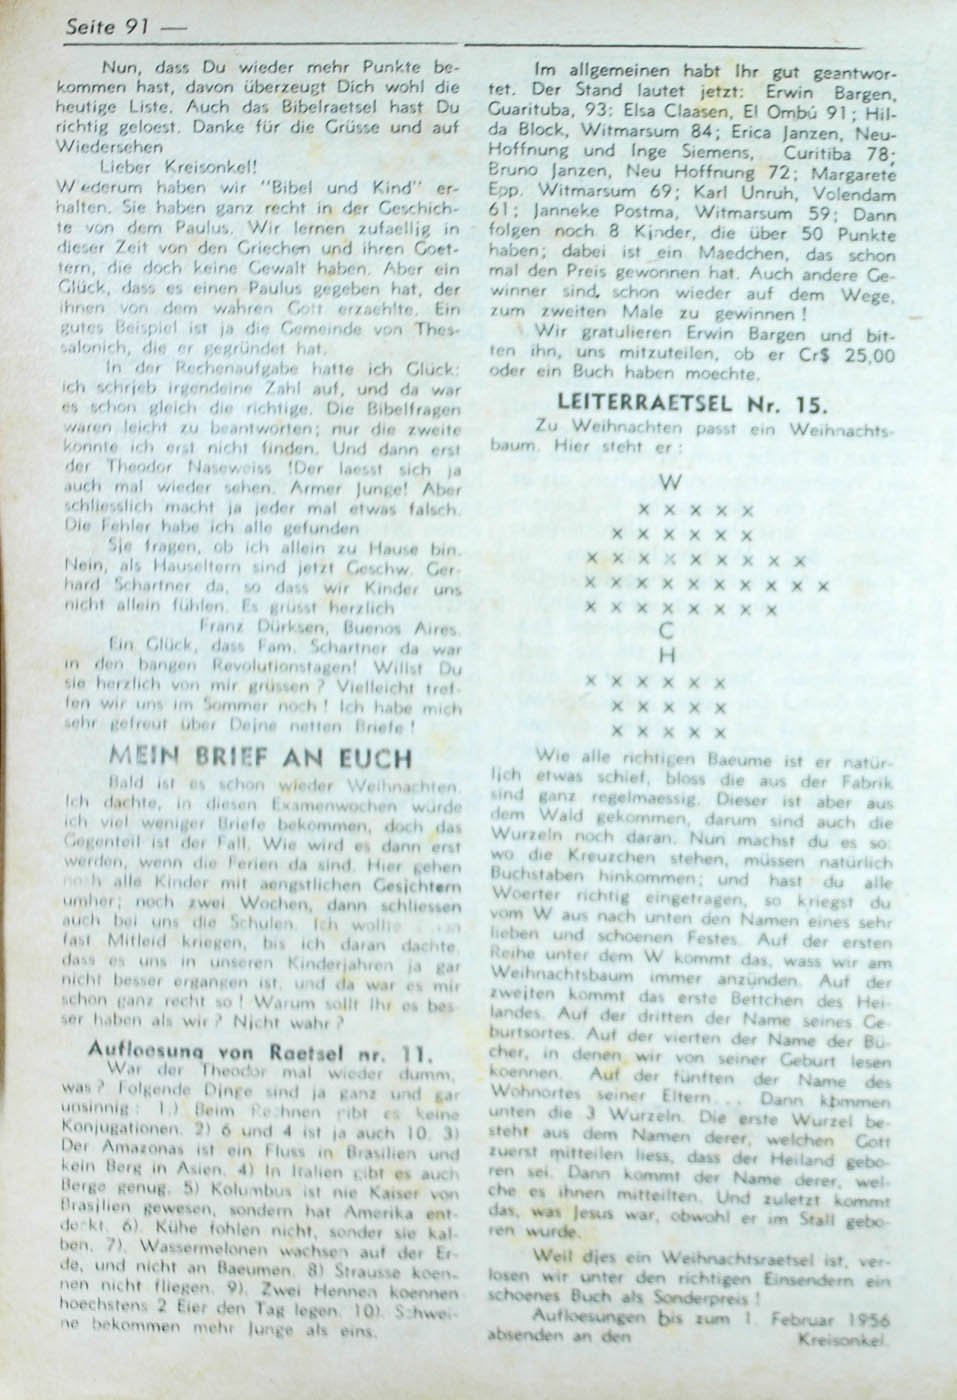 Seite 91 —
Nun, dass Du wieder mehr Punkte be-
kommen hast, davon überzeugt Dich wohl die
heutige Liste. Auch das Bibelraetsel hast Du
richtig geloest. Danke für die Grüsse und auf
Wiedersehen
Lieber Kreisonkel!
Wiederum haben wir "Bibel und Kind" er-
halten. Sie haben ganz recht in der Geschich-
te von dem Paulus. Wir lernen zufaellig in
dieser Zeit von den Griechen und ihren Goet-
tern, die doch keine Gewalt haben. Aber ein
Glück, dass es einen Paulus gegeben hat, der
ihnen von dem wahren Gott erzaehlte. Ein
gutes Beispiel ist ja die Gemeinde von Thes-
salonich, die er gegründet hat.
In der Rechenaufgabe hatte ich Glück:
ich schrieb irgendeine Zahl auf, und da war
es schon gleich die richtige. Die Bibelfragen
waren leicht zu beantworten; nur die zweite
konnte ich erst nicht finden. Und dann erst
der Theodor Naseweiss !Der laesst sich ja
auch mal wieder sehen. Armer Junge! Aber
schliesslich macht ja jeder mal etwas falsch.
Die Fehler habe ich alle gefunden
Sie fragen, ob ich allein zu Hause bin.
Nein, als Hauseltern sind jetzt Geschw. Ger-
hard Schartner da, so dass wir Kinder uns
nicht allein fühlen. Es grüsst herzlich
Franz Dürksen, Buenos Aires.
Ein Glück, dass Fam. Schartner da war
in den bangen Revolutionstagen! Willst Du
sie herzlich von mir grüssen? Vielleicht tref-
fen wir uns im Sommer noch! Ich habe mich
sehr gefreut über Deine netten Briefe!
MEIN BRIEF AN EUCH
Bald ist es schon wieder Weihnachten.
Ich dachte, in diesen Examenwochen würde
ich viel weniger Briefe bekommen, doch das
Gegenteil ist der Fall. Wie wird es dann erst
werden, wenn die Ferien da sind. Hier gehen
noch alle Kinder mit aengstlichen Gesichtern
umher; noch zwei Wochen, dann schliessen
auch bei uns die Schulen. Ich wollte
fast Mitleid kriegen, bis ich daran dachte,
dass es uns in unseren Kinderjahren ja gar
nicht besser ergangen ist, und da war es mir
schon ganz recht so! Warum sollt Ihr es bes-
ser haben als wir? Nicht wahr?
Aufloesung von Raetsel nr. 11.
War der Theodor mal wieder dumm,
was? Folgende Dinge sind ja ganz und gar
unsinnig: 1.) Beim Rechnen gibt es keine
Konjugationen. 2) 6 und 4 ist ja auch 10. 3)
Der Amazonas ist ein Fluss in Brasilien und
kein Berg in Asien. 4) In Italien gibt es auch
Berge genug. 5) Kolumbus ist nie Kaiser von
Brasilien gewesen, sondern hat Amerika ent-
deckt. 6). Kühe fohlen nicht, sonder sie kal-
ben. 7). Wassermelonen wachsen auf der Er-
de, und nicht an Baeumen. 8) Strausse koen-
nen nicht fliegen. 9). Zwei Hennen koennen
hoechstens 2 Eier den Tag legen. 10). Schwei-
ne bekommen mehr Junge als eins.
Im allgemeinen habt Ihr gut geantwor-
tet. Der Stand lautet jetzt: Erwin Bargen,
Guarituba, 93: Elsa Claasen, El Ombú 91; Hil-
da Block, Witmarsum 84; Erica Janzen, Neu-
Hoffnung und Inge Siemens, Curitiba 78;
Bruno Janzen, Neu Hoffnung 72; Margarete
Epp. Witmarsum 69; Karl Unruh, Volendam
61; Janneke Postma, Witmarsum 59; Dann
folgen noch 8 Kinder, die über 50 Punkte
haben; dabei ist ein Maedchen, das schon
mal den Preis gewonnen hat. Auch andere Ge-
winner sind, schon wieder auf dem Wege,
zum zweiten Male zu gewinnen!
Wir gratulieren Erwin Bargen und bit-
ten ihn, uns mitzuteilen, ob er Cr$ 25,00
oder ein Buch haben moechte.
LEITERRAETSEL Nr. 15.
Zu Weihnachten passt ein Weihnachts-
baum. Hier steht er:
W
x x x x x
x x x x x x
x x x x x x x x x
x x x x x x x x x x
x x x x x x x x
C
H
x x x x x x
x x x x x
x x x x x
Wie alle richtigen Baeume ist er natür-
lich etwas schief, bloss die aus der Fabrik
sind ganz regelmaessig. Dieser ist aber aus
dem Wald gekommen, darum sind auch die
Wurzeln noch daran. Nun machst du es so:
wo die Kreuzchen stehen, müssen natürlich
Buchstaben hinkommen; und hast du alle
Woerter richtig eingetragen, so kriegst du
vom W aus nach unten den Namen eines sehr
lieben und schoenen Festes. Auf der ersten
Reihe unter dem W kommt das, wass wir am
Weihnachtsbaum immer anzünden. Auf der
zweiten kommt das erste Bettchen des Hei-
landes. Auf der dritten der Name seines Ge-
burtsortes. Auf der vierten der Name der Bü-
cher, in denen wir von seiner Geburt lesen
koennen. Auf der fünften der Name des
Wohnortes seiner Eltern... Dann kommen
unten die 3 Wurzeln. Die erste Wurzel be-
steht aus dem Namen derer, welchen Gott
zuerst mitteilen liess, dass der Heiland gebo-
ren sei. Dann kommt der Name derer, wel-
che es ihnen mitteilten. Und zuletzt kommt
das, was Jesus war, obwohl er im Stall gebo-
ren wurde.
Weil dies ein Weihnachtsraetsel ist, ver-
losen wir unter den richtigen Einsendern ein
schoenes Buch als Sonderpreis!
Aufloesungen bis zum 1. Februar 1956
absenden an den Kreisonkel.